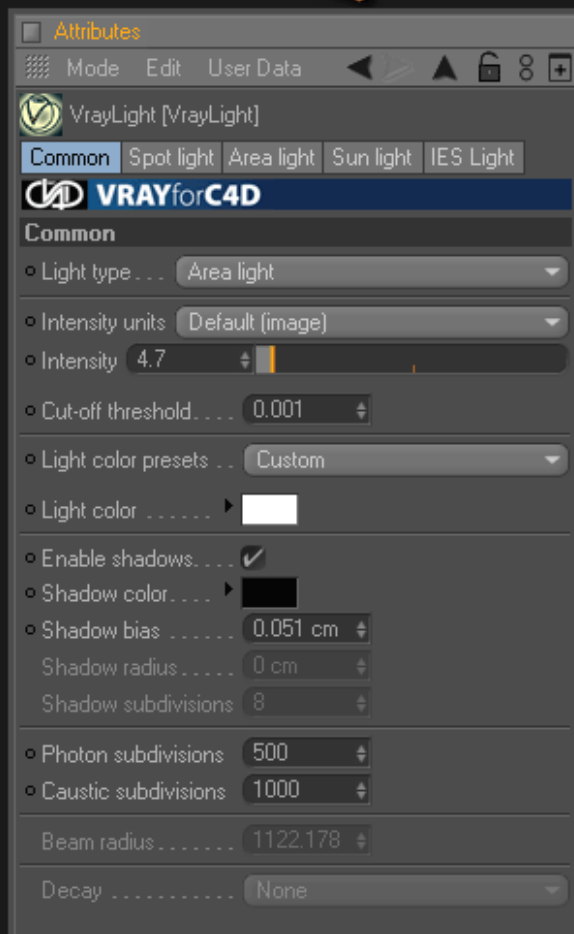 Attributes
Mode Edit User Data
VrayLight [VrayLight]
Common Spot light Area light Sun light IES Light
VRAYforC4D
Common
Light type . . . Area light
Intensity units Default (image)
Intensity 4.7
Cut-off threshold. . . . 0.001
Light color presets . . Custom
Light color . . . . . .
Enable shadows. . . . ✓
Shadow color. . . .
Shadow bias . . . . . . 0.051 cm
Shadow radius . . . . . 0 cm
Shadow subdivisions 8
Photon subdivisions 500
Caustic subdivisions 1000
Beam radius. . . . . . . 1122.178
Decay . . . . . . . . . . . None